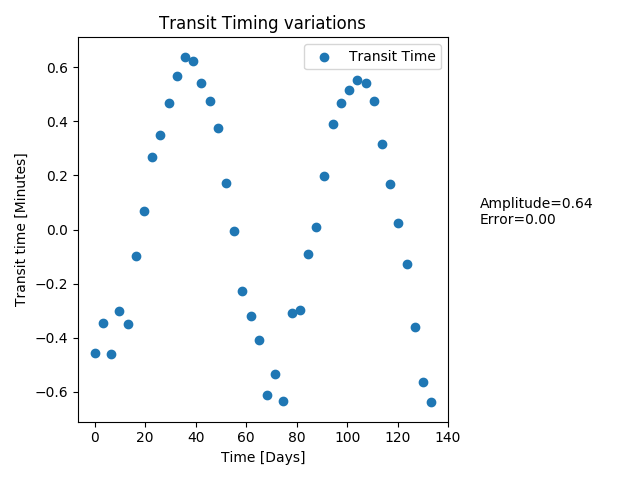 Transit Timing variations
Transit Time
Transit time [Minutes]
0.6
0.4
0.2
0.0
−0.2
−0.4
−0.6
0 20 40 60 80 100 120 140
Time [Days]
Amplitude=0.64
Error=0.00